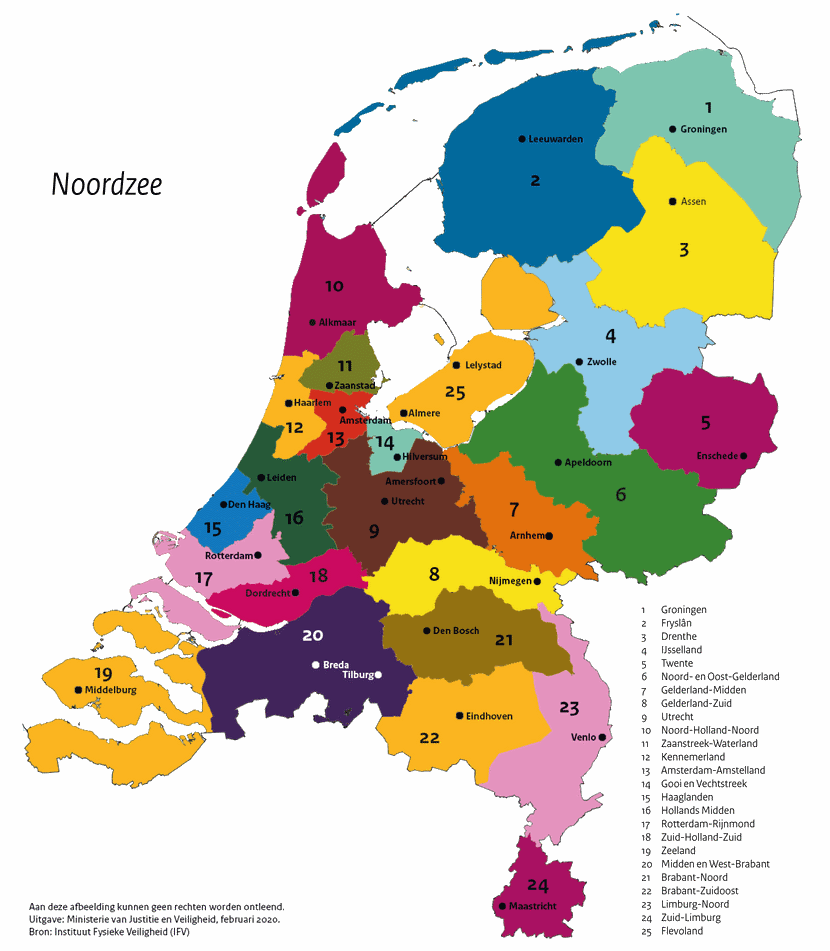 Noordzee
1
Groningen
Leeuwarden
2
Assen
3
10
Alkmaar
4
Zwolle
11
Zaanstad
Lelystad
25
Haarlem
Almere
12
Amsterdam
13
14
Hilversum
5
Enschede
Apeldoorn
6
Leiden
Amersfoort
Utrecht
9
Den Haag
15
16
7
Arnhem
Rotterdam
17
18
8
Nijmegen
Dordrecht
20
Den Bosch
21
Breda
Tilburg
19
Middelburg
Eindhoven
22
23
Venlo
24
Maastricht
1 Groningen
2 Fryslân
3 Drenthe
4 IJsselland
5 Twente
6 Noord- en Oost-Gelderland
7 Gelderland-Midden
8 Gelderland-Zuid
9 Utrecht
10 Noord-Holland-Noord
11 Zaanstreek-Waterland
12 Kennemerland
13 Amsterdam-Amstelland
14 Gooi en Vechtstreek
15 Haaglanden
16 Hollands Midden
17 Rotterdam-Rijnmond
18 Zuid-Holland-Zuid
19 Zeeland
20 Midden en West-Brabant
21 Brabant-Noord
22 Brabant-Zuidoost
23 Limburg-Noord
24 Zuid-Limburg
25 Flevoland
Aan deze afbeelding kunnen geen rechten worden ontleend.
Uitgave: Ministerie van Justitie en Veiligheid, februari 2020.
Bron: Instituut Fysieke Veiligheid (IFV)